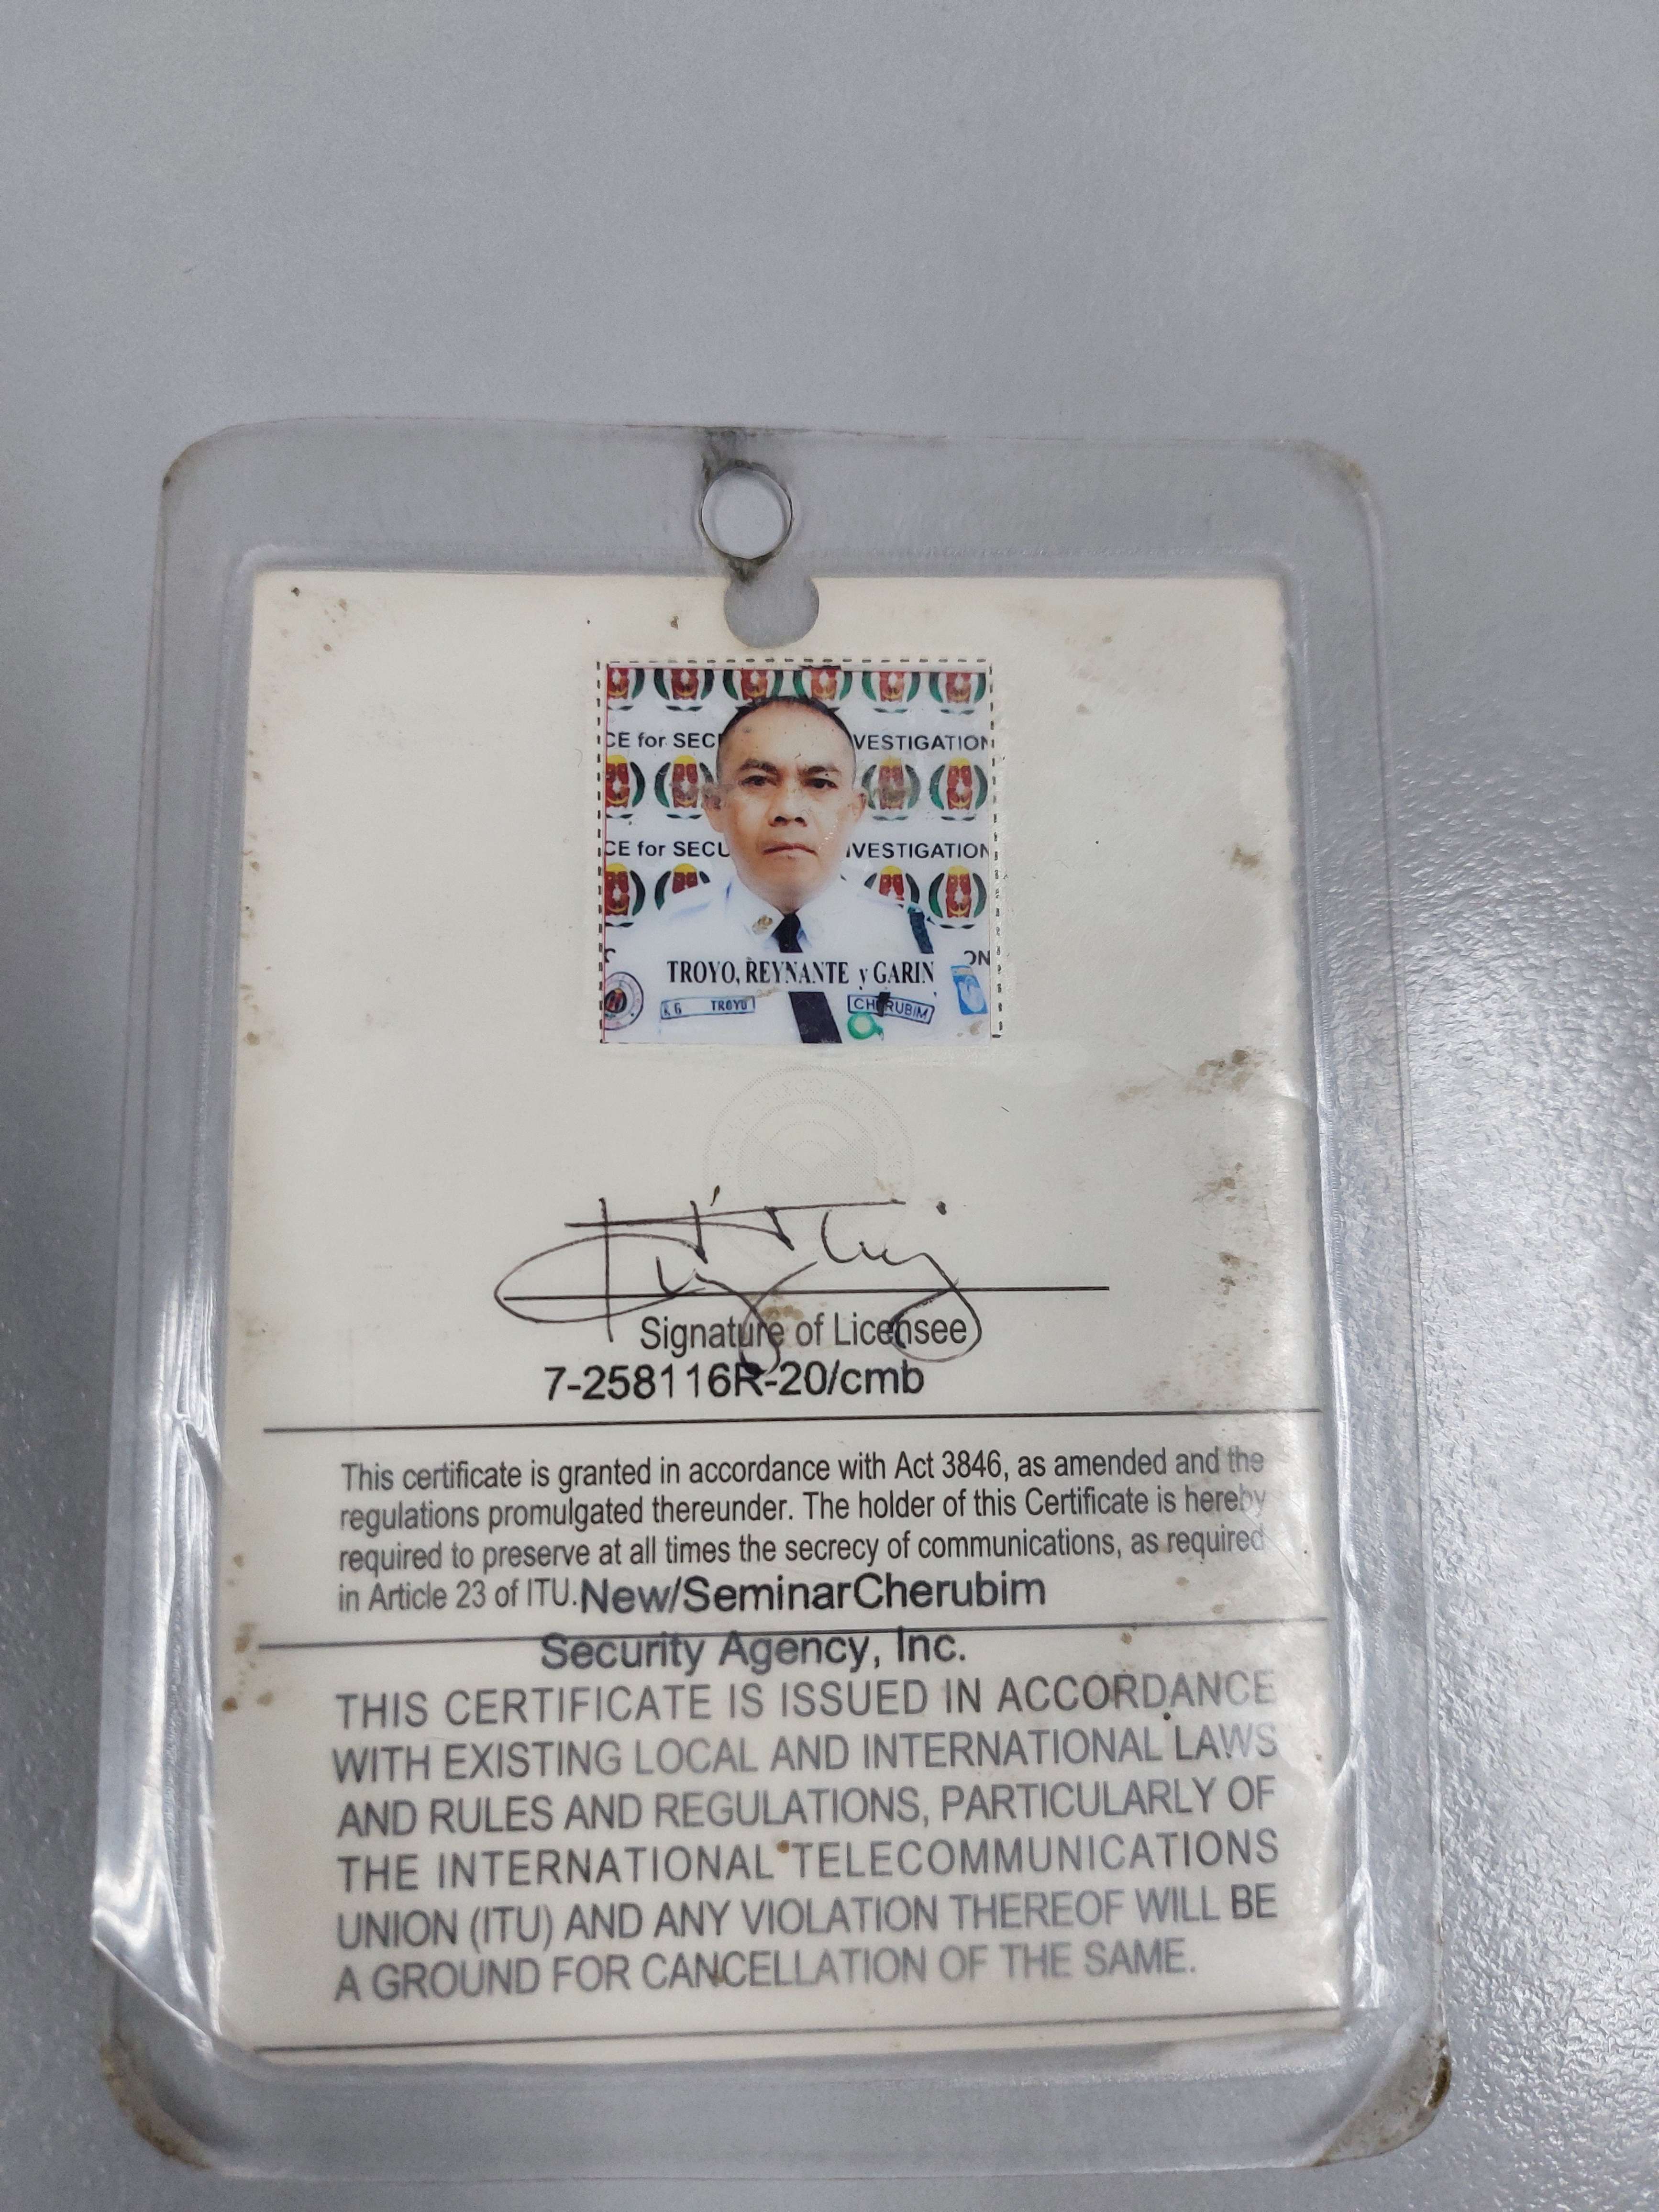 CE for SEC VESTIGATION
CE for SECU IVESTIGATION
ON
TROYO, REYNANTE y GARIN
TROYO CHERUBIM
Signature of Licensee
7-258116R-20/cmb
This certificate is granted in accordance with Act 3846, as amended and the
regulations promulgated thereunder. The holder of this Certificate is hereby
required to preserve at all times the secrecy of communications, as required
in Article 23 of ITU.New/SeminarCherubim
Security Agency, Inc.
THIS CERTIFICATE IS ISSUED IN ACCORDANCE
WITH EXISTING LOCAL AND INTERNATIONAL LAWS
AND RULES AND REGULATIONS, PARTICULARLY OF
THE INTERNATIONAL TELECOMMUNICATIONS
UNION (ITU) AND ANY VIOLATION THEREOF WILL BE
A GROUND FOR CANCELLATION OF THE SAME.